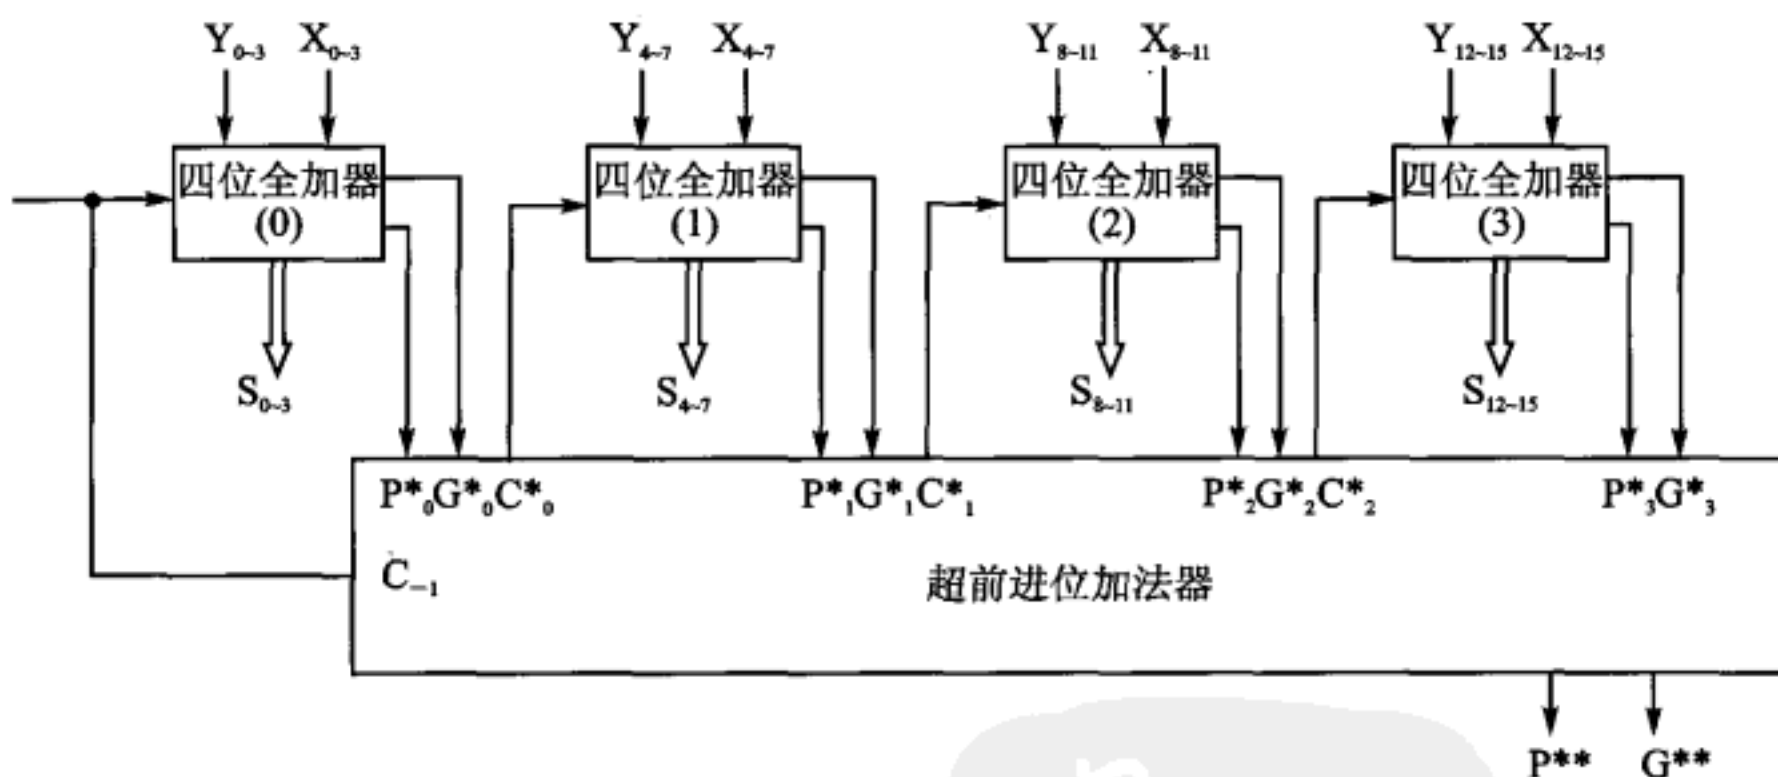 Y₀~₃ X₀~₃ Y₄~₇ X₄~₇ Y₈~₁₁ X₈~₁₁ Y₁₂~₁₅ X₁₂~₁₅
四位全加器 四位全加器 四位全加器 四位全加器
(0) (1) (2) (3)
S₀~₃ S₄~₇ S₈~₁₁ S₁₂~₁₅
P*₀G*₀C*₀ P*₁G*₁C*₁ P*₂G*₂C*₂ P*₃G*₃
C₋₁ 超前进位加法器
P** G**